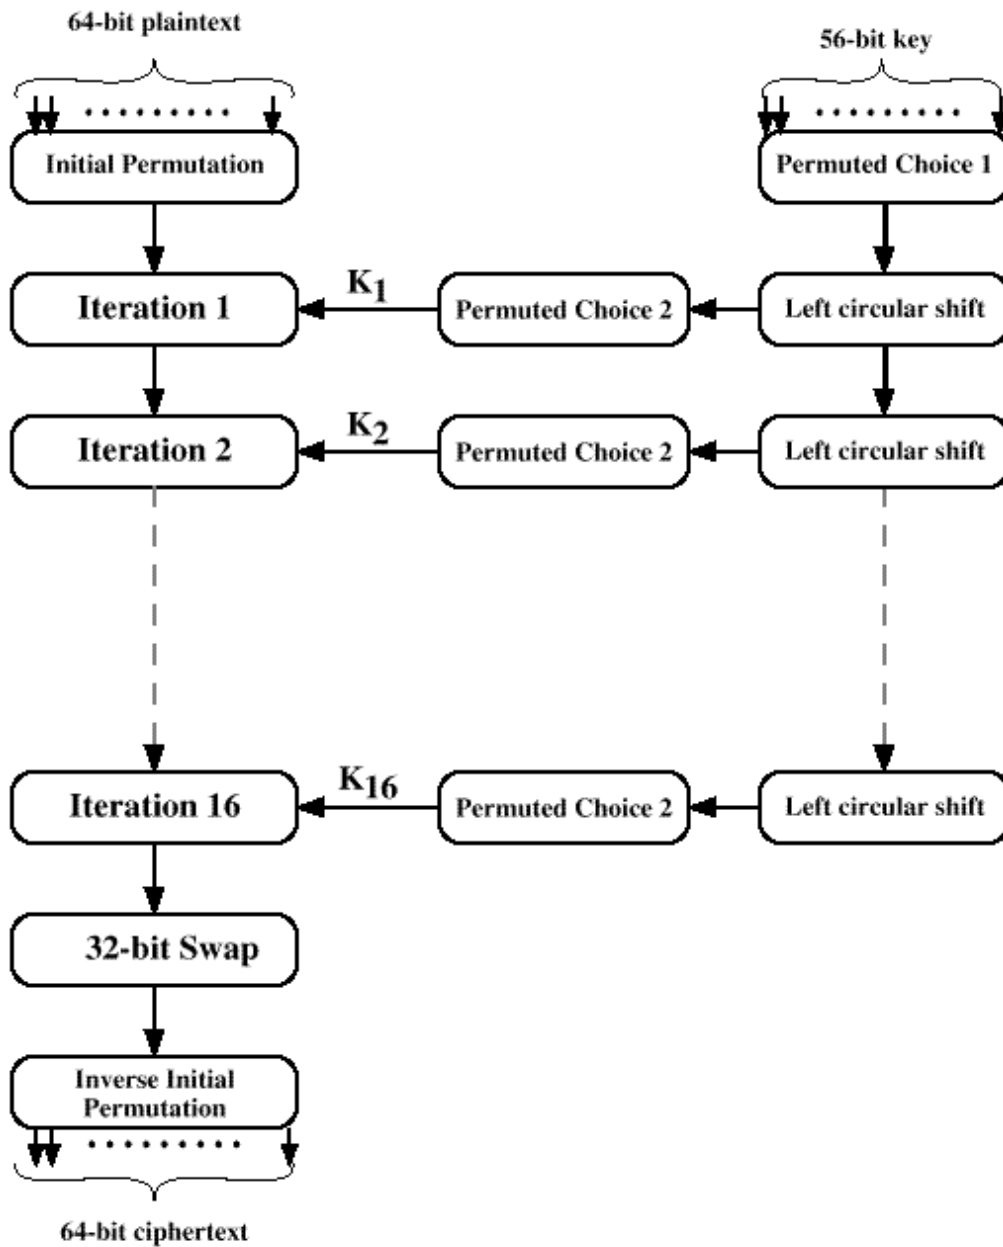 64-bit plaintext
56-bit key
Initial Permutation
Permuted Choice 1
Iteration 1
K1
Permuted Choice 2
Left circular shift
Iteration 2
K2
Permuted Choice 2
Left circular shift
Iteration 16
K16
Permuted Choice 2
Left circular shift
32-bit Swap
Inverse Initial
Permutation
64-bit ciphertext